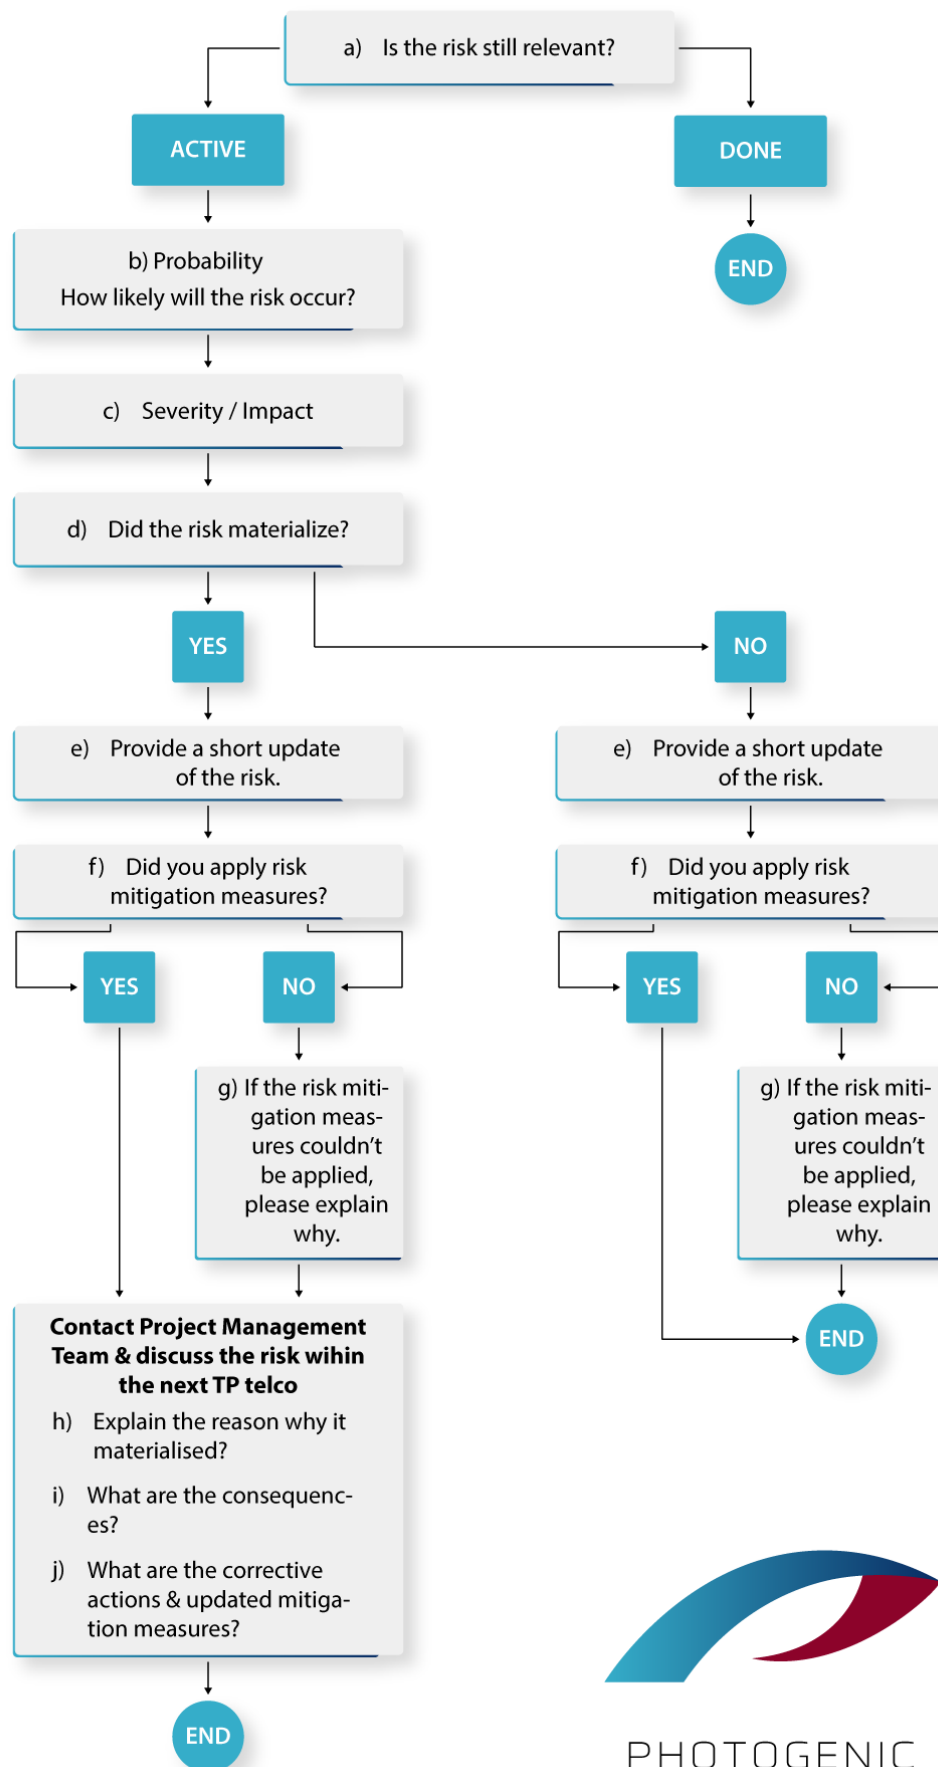 a) Is the risk still relevant?
ACTIVE
DONE
END
b) Probability
How likely will the risk occur?
c) Severity / Impact
d) Did the risk materialize?
YES
NO
e) Provide a short update
of the risk.
e) Provide a short update
of the risk.
f) Did you apply risk
mitigation measures?
f) Did you apply risk
mitigation measures?
YES
NO
YES
NO
g) If the risk miti-
gation meas-
ures couldn't
be applied,
please explain
why.
g) If the risk miti-
gation meas-
ures couldn't
be applied,
please explain
why.
END
Contact Project Management
Team & discuss the risk wihin
the next TP telco
h) Explain the reason why it
materialised?
i) What are the consequenc-
es?
j) What are the corrective
actions & updated mitiga-
tion measures?
END
PHOTOGENIC